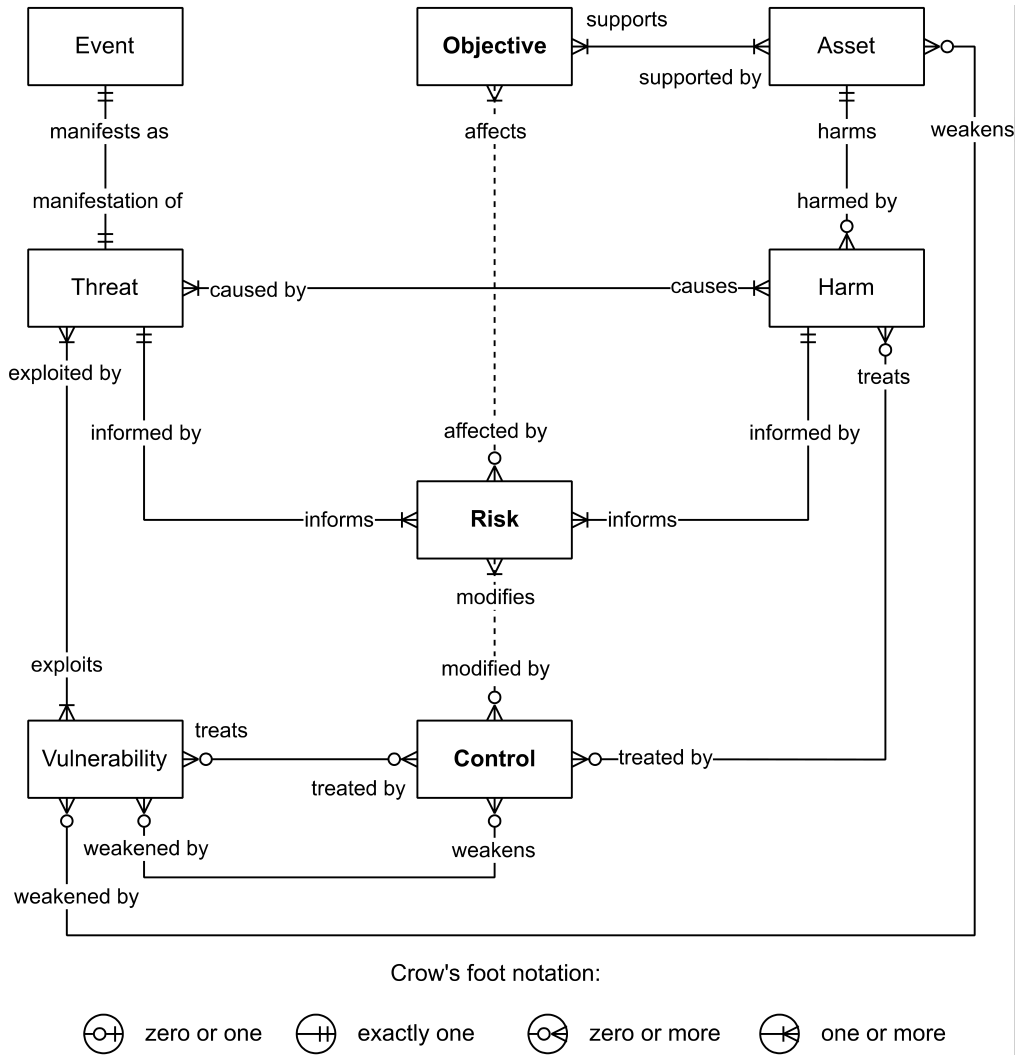 supports
Event
Objective
Asset
supported by
manifests as
affects
harms
weakens
manifestation of
harmed by
Threat
caused by
causes
Harm
exploited by
treats
informed by
affected by
informed by
informs
Risk
informs
modifies
exploits
modified by
treats
Vulnerability
Control
treated by
treated by
weakened by
weakens
weakened by
Crow's foot notation:
zero or one
exactly one
zero or more
one or more